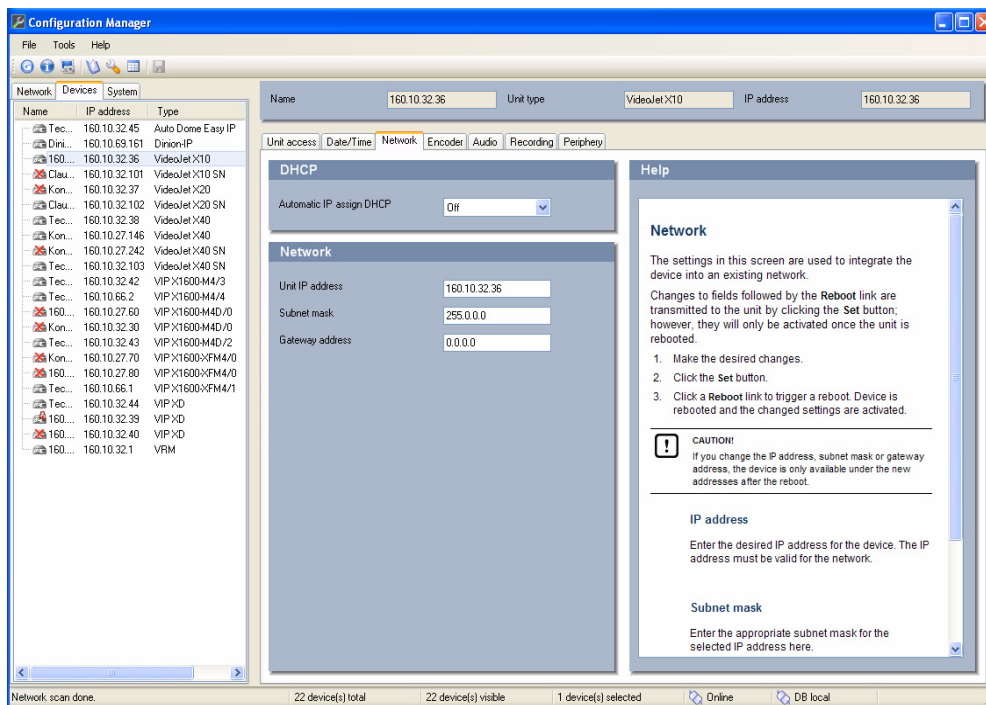 Configuration Manager
File Tools Help
Network Devices System
Name IP address Type
Tec... 160.10.32.45 Auto Dome Easy IP
Dini... 160.10.69.161 Dinion-IP
160.... 160.10.32.36 VideoJet X10
Clau... 160.10.32.101 VideoJet X10 SN
Kon... 160.10.32.37 VideoJet X20
Clau... 160.10.32.102 VideoJet X20 SN
Tec... 160.10.32.38 VideoJet X40
Kon... 160.10.27.146 VideoJet X40
Kon... 160.10.27.242 VideoJet X40 SN
Tec... 160.10.32.103 VideoJet X40 SN
Tec... 160.10.32.42 VIP X1600-M4/3
Tec... 160.10.66.2 VIP X1600-M4/4
160.... 160.10.27.60 VIP X1600-M4D/0
Kon... 160.10.32.30 VIP X1600-M4D/0
Tec... 160.10.32.43 VIP X1600-M4D/2
Kon... 160.10.27.70 VIP X1600-XFM4/0
160.... 160.10.27.80 VIP X1600-XFM4/0
Tec... 160.10.66.1 VIP X1600-XFM4/1
Tec... 160.10.32.44 VIP XD
160.... 160.10.32.39 VIP XD
160.... 160.10.32.40 VIP XD
160.... 160.10.32.1 VRM
Name 160.10.32.36 Unit type VideoJet X10 IP address 160.10.32.36
Unit access Date/Time Network Encoder Audio Recording Periphery
DHCP
Automatic IP assign DHCP Off
Network
Unit IP address 160.10.32.36
Subnet mask 255.0.0.0
Gateway address 0.0.0.0
Help
Network
The settings in this screen are used to integrate the
device into an existing network.
Changes to fields followed by the Reboot link are
transmitted to the unit by clicking the Set button;
however, they will only be activated once the unit is
rebooted.
1. Make the desired changes.
2. Click the Set button.
3. Click a Reboot link to trigger a reboot. Device is
rebooted and the changed settings are activated.
CAUTION!
If you change the IP address, subnet mask or gateway
address, the device is only available under the new
addresses after the reboot.
IP address
Enter the desired IP address for the device. The IP
address must be valid for the network.
Subnet mask
Enter the appropriate subnet mask for the
selected IP address here.
Network scan done. 22 device(s) total 22 device(s) visible 1 device(s) selected Online DB local